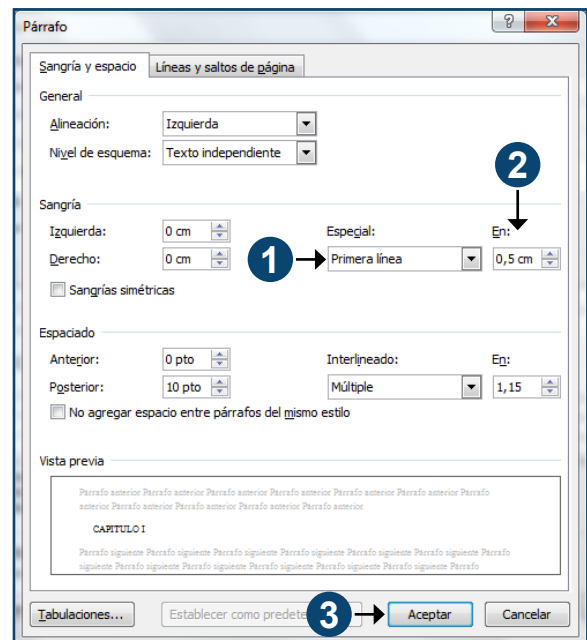 Párrafo
Sangría y espacio Líneas y saltos de página
General
Alineación: Izquierda
Nivel de esquema: Texto independiente
2
Sangría
Izquierda: 0 cm Especial: En:
Derecho: 0 cm 1 Primera línea 0,5 cm
Sangrías simétricas
Espaciado
Anterior: 0 pto Interlineado: En:
Posterior: 10 pto Múltiple 1,15
No agregar espacio entre párrafos del mismo estilo
Vista previa
Párrafo anterior Párrafo anterior Párrafo anterior Párrafo anterior Párrafo anterior Párrafo anterior Párrafo
anterior Párrafo anterior Párrafo anterior Párrafo anterior Párrafo anterior
CAPITULO I
Párrafo siguiente Párrafo siguiente Párrafo siguiente Párrafo siguiente Párrafo siguiente Párrafo siguiente Párrafo
siguiente Párrafo siguiente Párrafo siguiente Párrafo siguiente Párrafo siguiente Párrafo siguiente Párrafo
Tabulaciones... Establecer como 3 Aceptar Cancelar